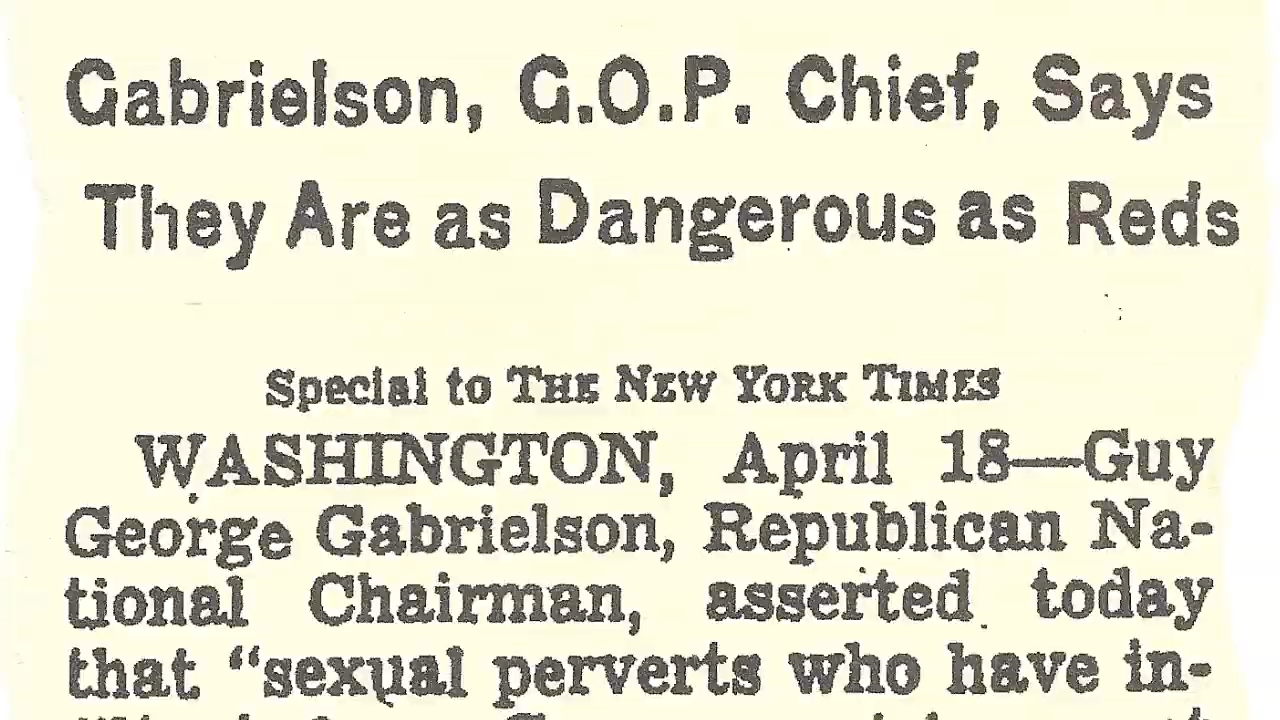 Gabrielson, G.O.P. Chief, Says
They Are as Dangerous as Reds
Special to THE NEW YORK TIMES
WASHINGTON, April 18—Guy
George Gabrielson, Republican Na-
tional Chairman, asserted today
that “sexual perverts who have in-